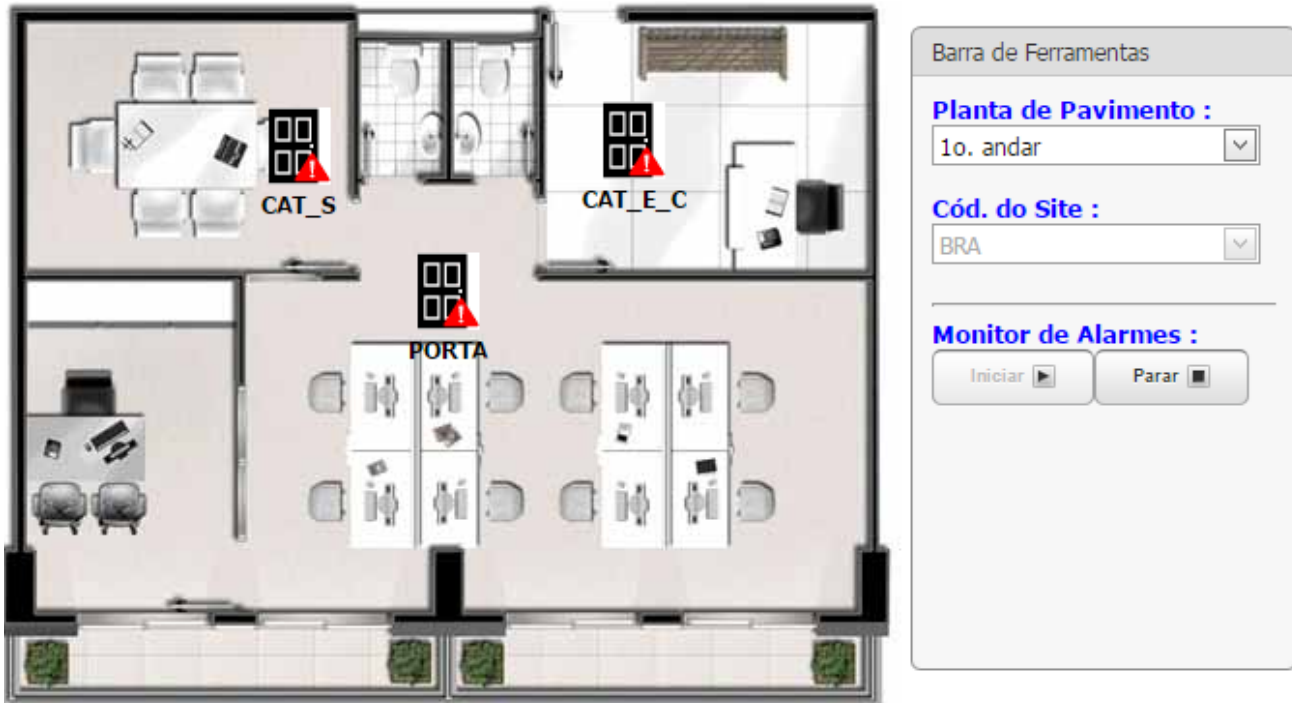 CAT_S
CAT_E_C
PORTA
Barra de Ferramentas
Planta de Pavimento :
1o. andar
Cód. do Site :
BRA
Monitor de Alarmes :
Iniciar
Parar